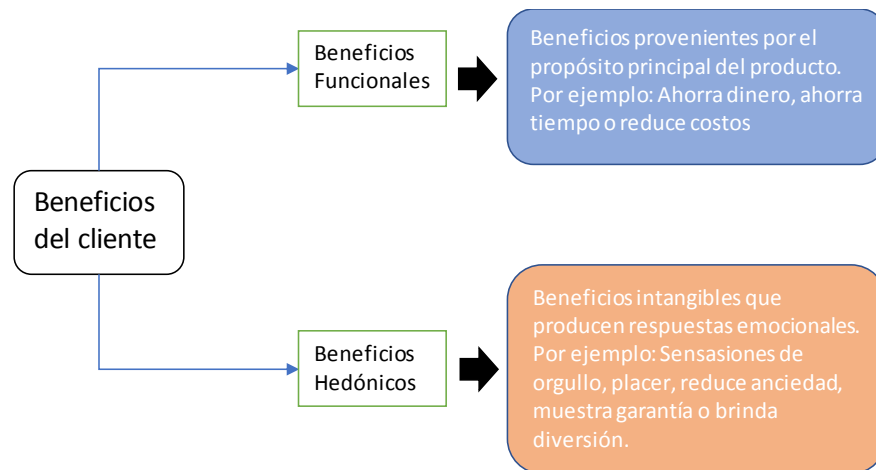 Beneficios
del cliente
Beneficios
Funcionales
Beneficios provenientes por el
propósito principal del producto.
Por ejemplo: Ahorra dinero, ahorra
tiempo o reduce costos
Beneficios
Hedónicos
Beneficios intangibles que
producen respuestas emocionales.
Por ejemplo: Sensaciones de
orgullo, placer, reduce anciedad,
muestra garantía o brinda
diversión.